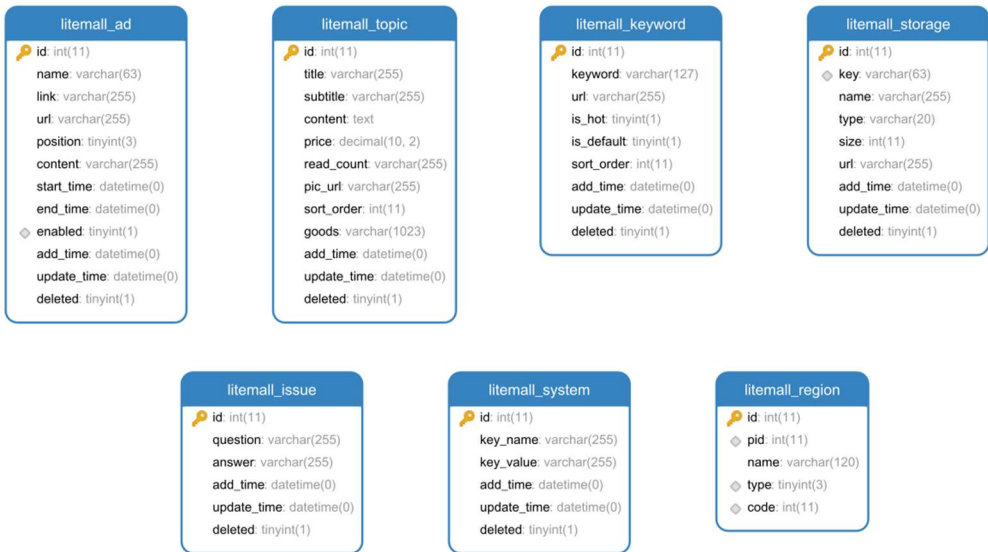 litemall_ad
id: int(11)
name: varchar(63)
link: varchar(255)
url: varchar(255)
position: tinyint(3)
content: varchar(255)
start_time: datetime(0)
end_time: datetime(0)
enabled: tinyint(1)
add_time: datetime(0)
update_time: datetime(0)
deleted: tinyint(1)
litemall_topic
id: int(11)
title: varchar(255)
subtitle: varchar(255)
content: text
price: decimal(10, 2)
read_count: varchar(255)
pic_url: varchar(255)
sort_order: int(11)
goods: varchar(1023)
add_time: datetime(0)
update_time: datetime(0)
deleted: tinyint(1)
litemall_keyword
id: int(11)
keyword: varchar(127)
url: varchar(255)
is_hot: tinyint(1)
is_default: tinyint(1)
sort_order: int(11)
add_time: datetime(0)
update_time: datetime(0)
deleted: tinyint(1)
litemall_storage
id: int(11)
key: varchar(63)
name: varchar(255)
type: varchar(20)
size: int(11)
url: varchar(255)
add_time: datetime(0)
update_time: datetime(0)
deleted: tinyint(1)
litemall_issue
id: int(11)
question: varchar(255)
answer: varchar(255)
add_time: datetime(0)
update_time: datetime(0)
deleted: tinyint(1)
litemall_system
id: int(11)
key_name: varchar(255)
key_value: varchar(255)
add_time: datetime(0)
update_time: datetime(0)
deleted: tinyint(1)
litemall_region
id: int(11)
pid: int(11)
name: varchar(120)
type: tinyint(3)
code: int(11)